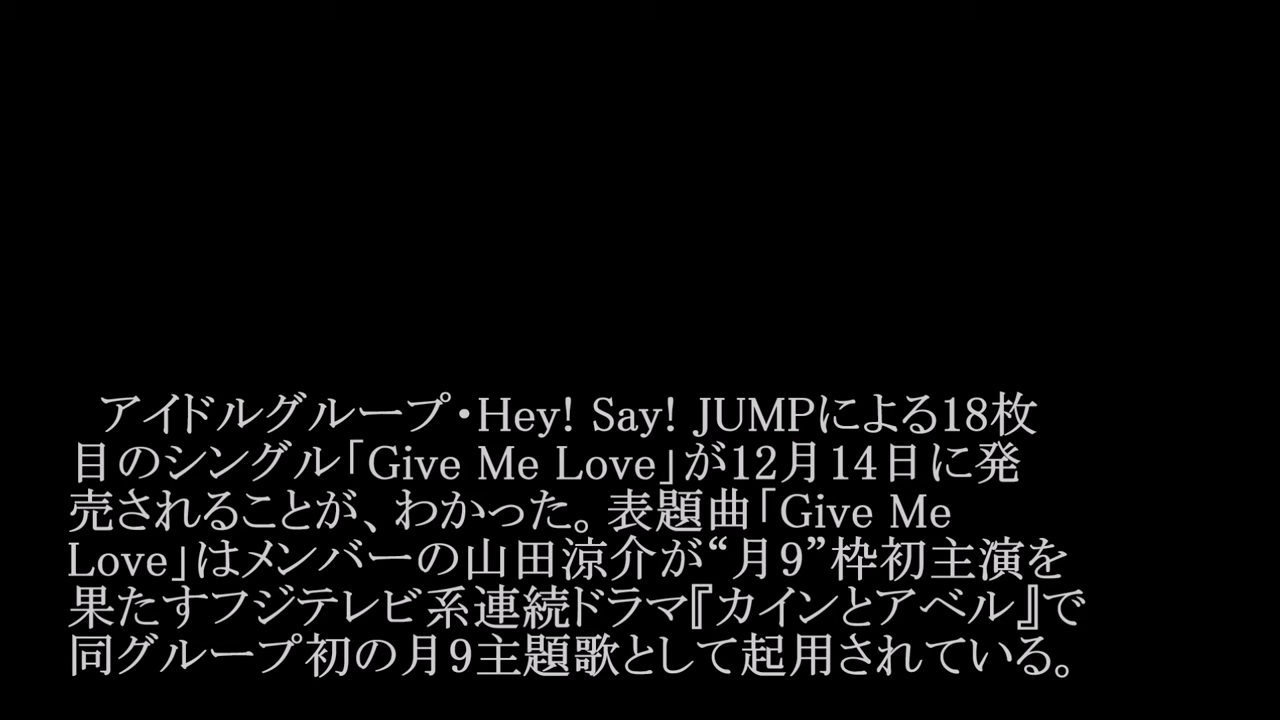 アイドルグループ・Hey! Say! JUMPによる18枚
目のシングル「Give Me Love」が12月14日に発
売されることが、わかった。表題曲「Give Me
Love」はメンバーの山田涼介が“月9”枠初主演を
果たすフジテレビ系連続ドラマ『カインとアベル』で
同グループ初の月9主題歌として起用されている。